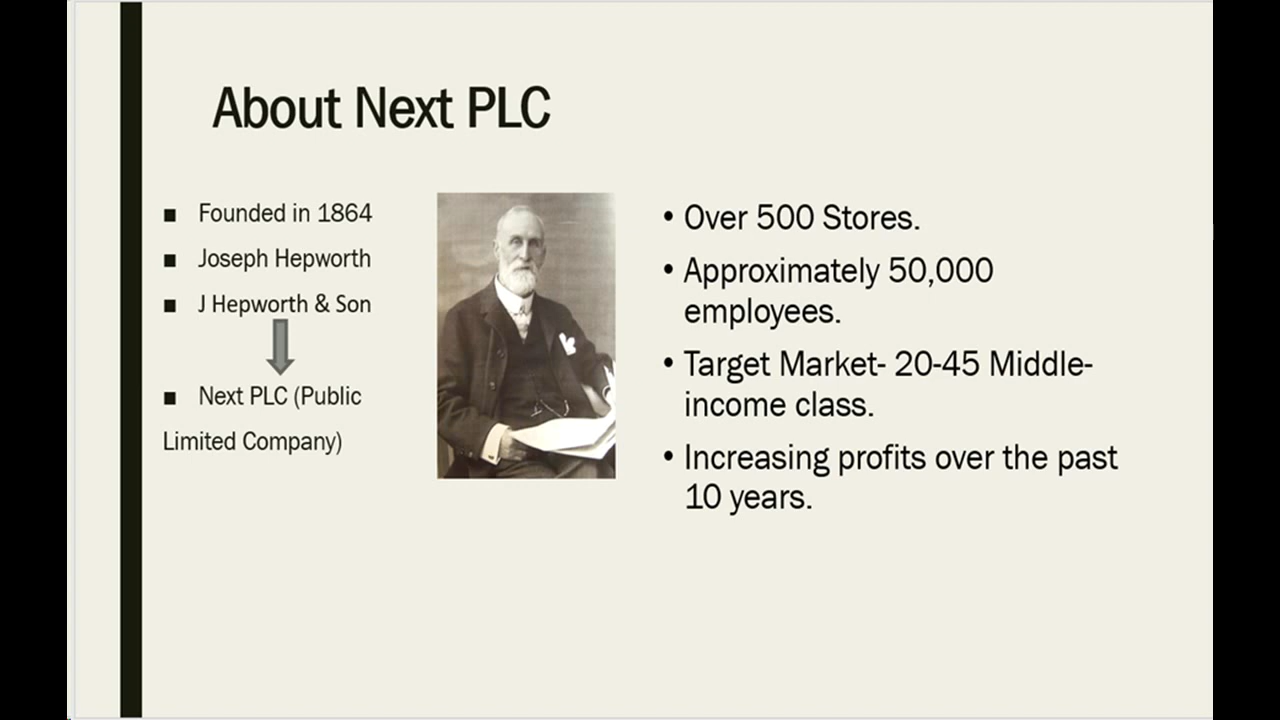 About Next PLC
Founded in 1864
Joseph Hepworth
J Hepworth & Son
Next PLC (Public
Limited Company)
• Over 500 Stores.
• Approximately 50,000
employees.
• Target Market- 20-45 Middle-
income class.
• Increasing profits over the past
10 years.